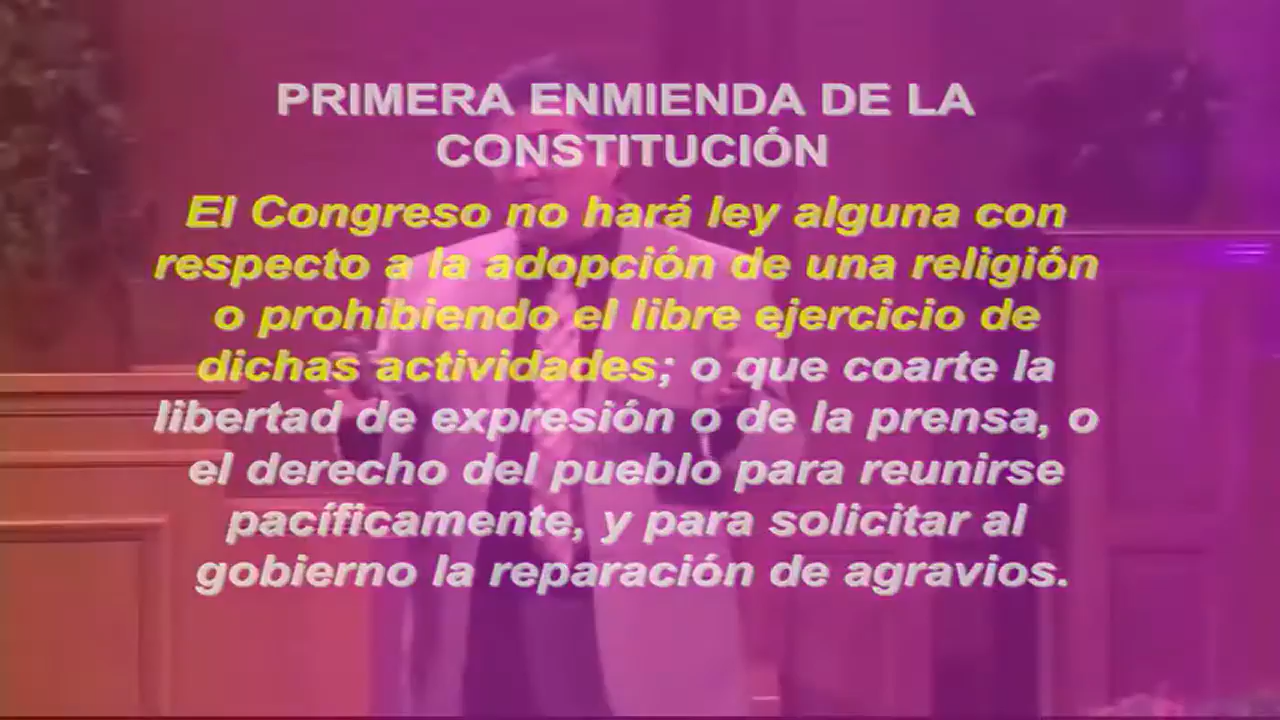 PRIMERA ENMIENDA DE LA
CONSTITUCIÓN
El Congreso no hará ley alguna con
respecto a la adopción de una religión
o prohibiendo el libre ejercicio de
dichas actividades; o que coarte la
libertad de expresión o de la prensa, o
el derecho del pueblo para reunirse
pacíficamente, y para solicitar al
gobierno la reparación de agravios.